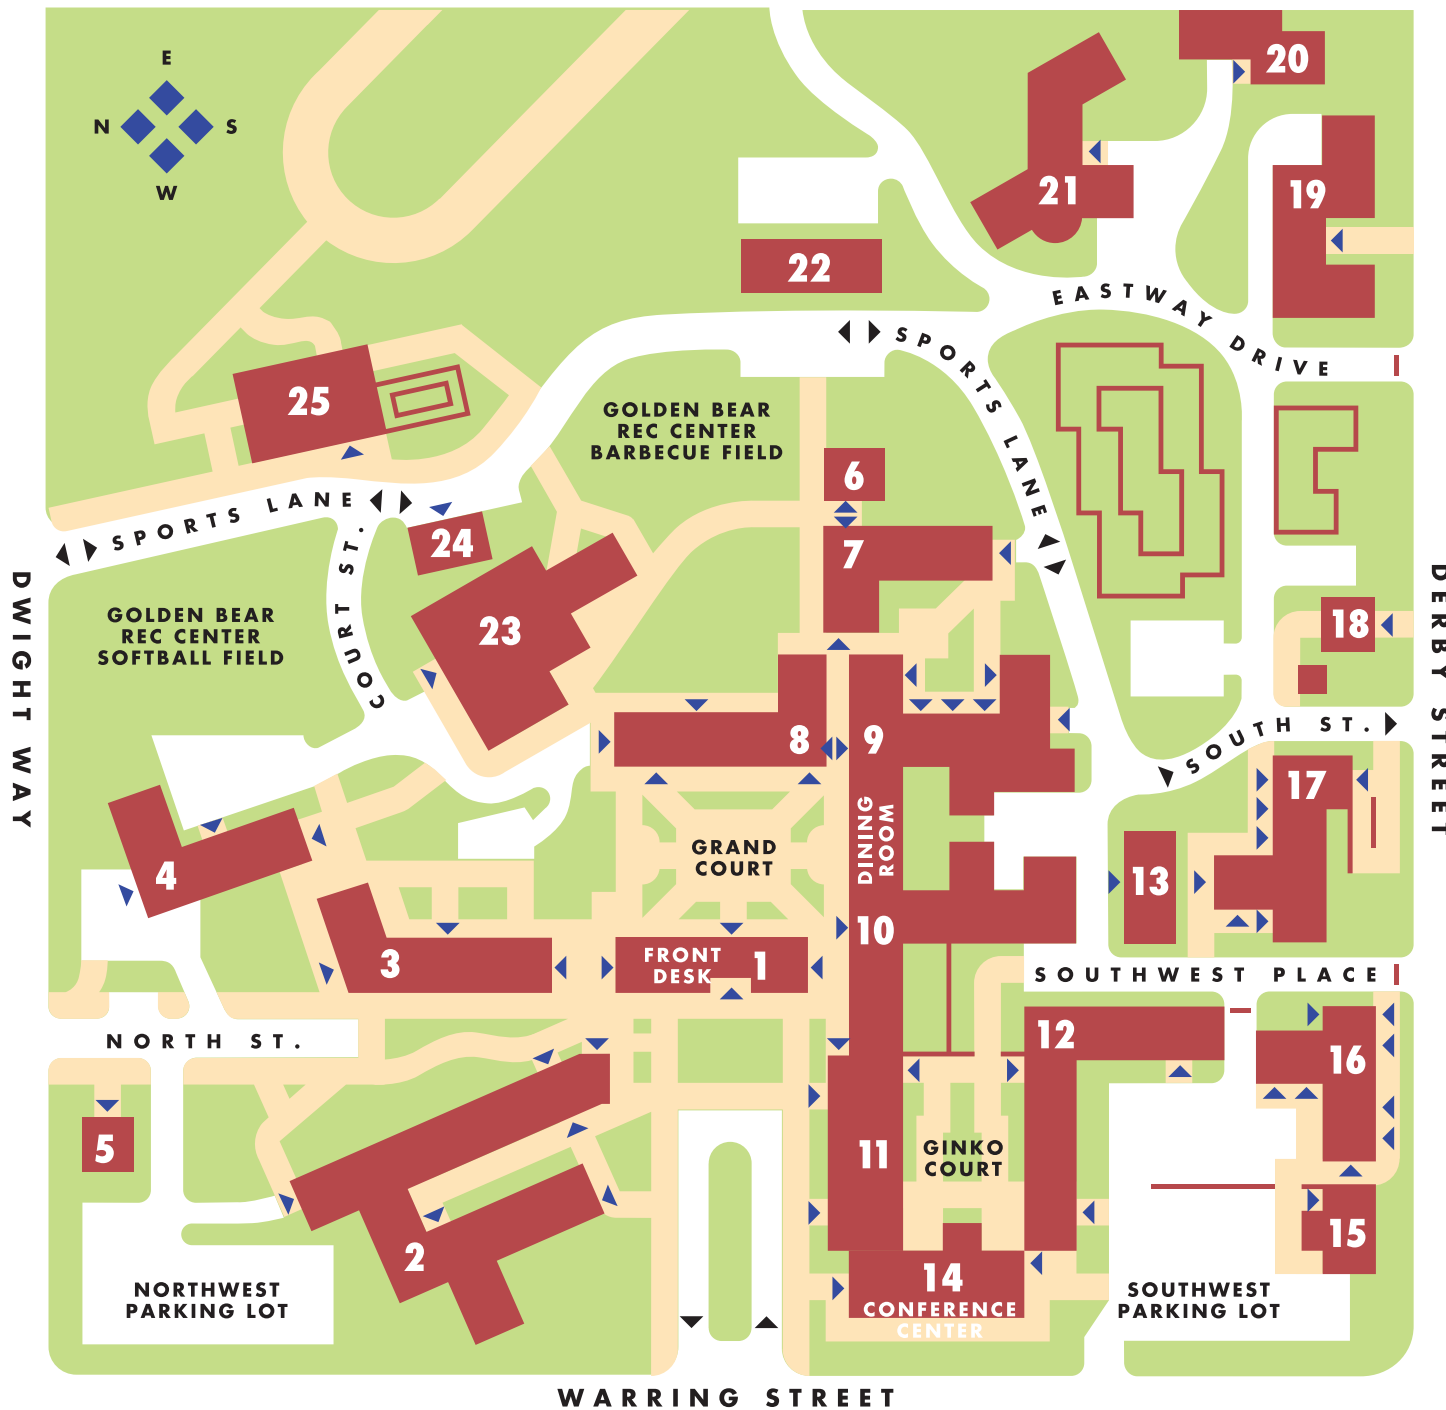 E
N
S
W
20
21
19
22
EASTWAY DRIVE
SPORTS LANE
25
GOLDEN BEAR
REC CENTER
BARBECUE FIELD
6
SPORTS LANE
24
7
COURT ST.
GOLDEN BEAR
REC CENTER
SOFTBALL FIELD
23
18
DWIGHT WAY
DERBY STREET
8
9
SOUTH ST.
17
DINING
ROOM
GRAND
COURT
4
13
10
3
FRONT
DESK
1
SOUTHWEST PLACE
NORTH ST.
12
16
5
11
GINKO
COURT
2
15
14
CONFERENCE
CENTER
NORTHWEST
PARKING LOT
SOUTHWEST
PARKING LOT
WARRING STREET